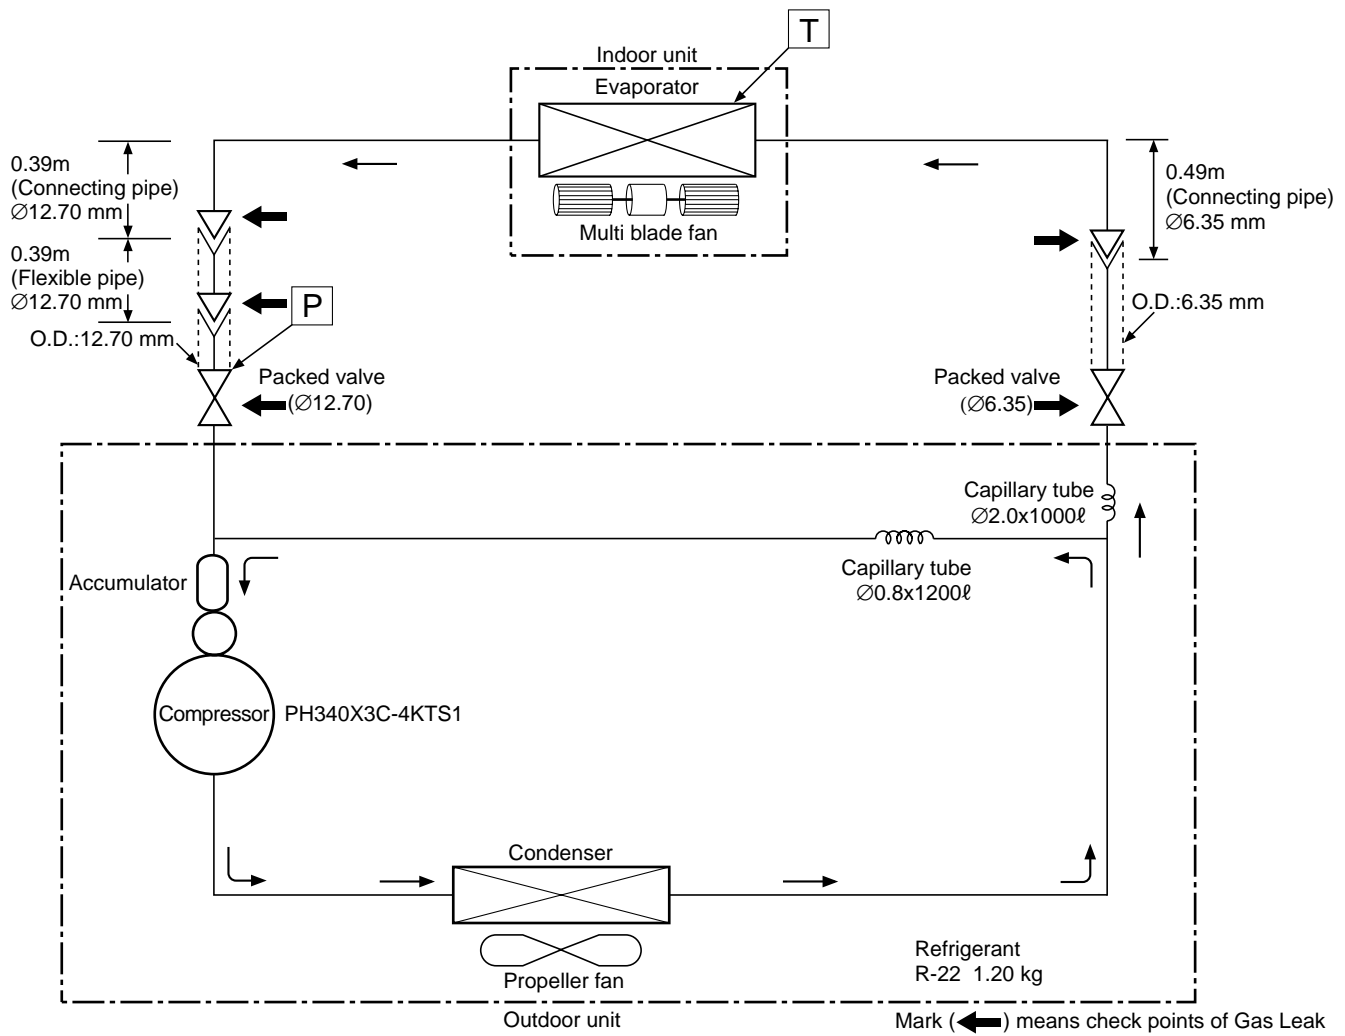 T
Indoor unit
Evaporator
Multi blade fan
0.39m
(Connecting pipe)
∅12.70 mm
0.39m
(Flexible pipe)
∅12.70 mm
O.D.:12.70 mm
P
Packed valve
(∅12.70)
0.49m
(Connecting pipe)
∅6.35 mm
O.D.:6.35 mm
Packed valve
(∅6.35)
Capillary tube
∅2.0x1000ℓ
Capillary tube
∅0.8x1200ℓ
Accumulator
Compressor
PH340X3C-4KTS1
Condenser
Propeller fan
Refrigerant
R-22 1.20 kg
Outdoor unit
Mark (⬅) means check points of Gas Leak